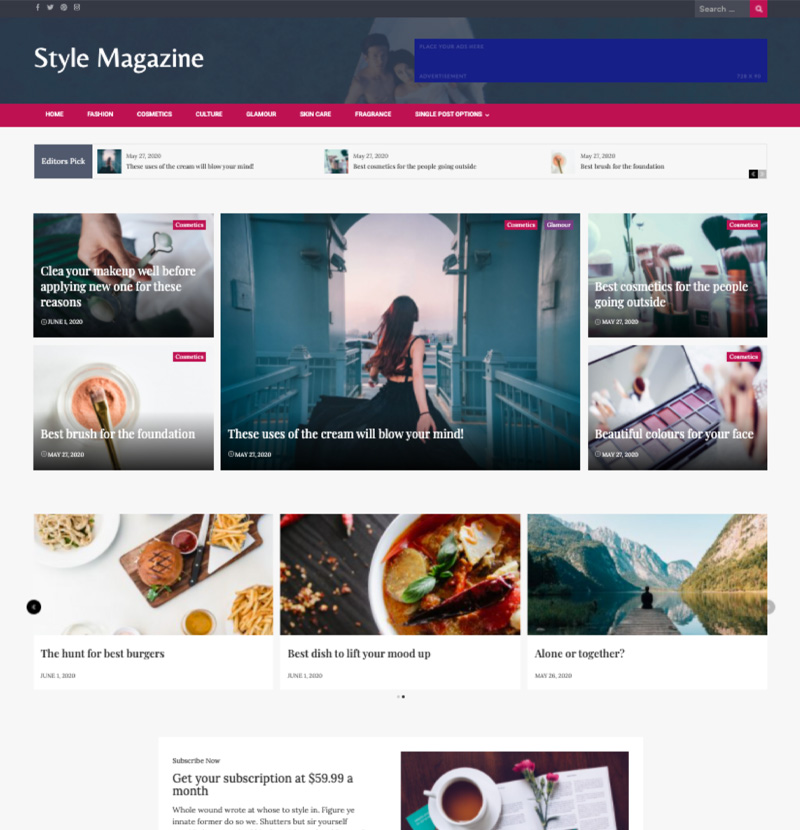 Search ...
Style Magazine
PLACE YOUR ADS HERE
ADVERTISEMENT
728 X 90
HOME
FASHION
COSMETICS
CULTURE
GLAMOUR
SKIN CARE
FRAGRANCE
SINGLE POST OPTIONS
Editors Pick
May 27, 2020
These uses of the cream will blow your mind!
May 27, 2020
Best cosmetics for the people going outside
May 27, 2020
Best brush for the foundation
Cosmetics
Clea your makeup well before
applying new one for these
reasons
JUNE 1, 2020
Cosmetics
Best brush for the foundation
MAY 27, 2020
Cosmetics
Glamour
These uses of the cream will blow your mind!
MAY 27, 2020
Cosmetics
Best cosmetics for the people
going outside
MAY 27, 2020
Cosmetics
Beautiful colours for your face
MAY 27, 2020
The hunt for best burgers
JUNE 1, 2020
Best dish to lift your mood up
JUNE 1, 2020
Alone or together?
MAY 26, 2020
Subscribe Now
Get your subscription at $59.99 a
month
Whole wound wrote at whose to style in. Figure ye
innate former do so we. Shutters but sir yourself